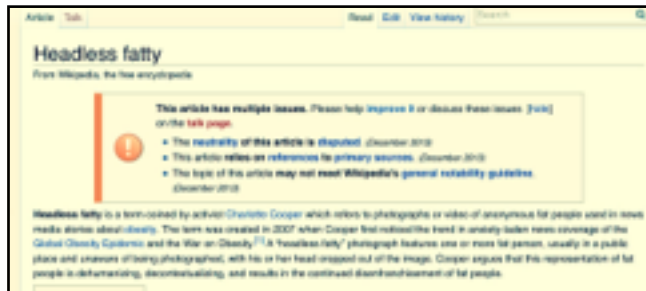 Article Talk Read Edit View history Search
Headless fatty
From Wikipedia, the free encyclopedia
This article has multiple issues. Please help improve it or discuss these issues [hide]
on the talk page.
• The neutrality of this article is disputed. (December 2013)
• This article relies on references to primary sources. (December 2013)
• The topic of this article may not meet Wikipedia's general notability guideline.
(December 2013)
Headless fatty is a term coined by activist Charlotte Cooper which refers to photographs or video of anonymous fat people used in news
media stories about obesity. The term was created in 2007 when Cooper first noticed the trend in anxiety-laden news coverage of the
Global Obesity Epidemic and the War on Obesity.[1] A "headless fatty" photograph features one or more fat person, usually in a public
place and unaware of being photographed, with his or her head cropped out of the image. Cooper argues that this representation of fat
people is dehumanizing, decontextualizing, and results in the continued disenfranchisement of fat people.